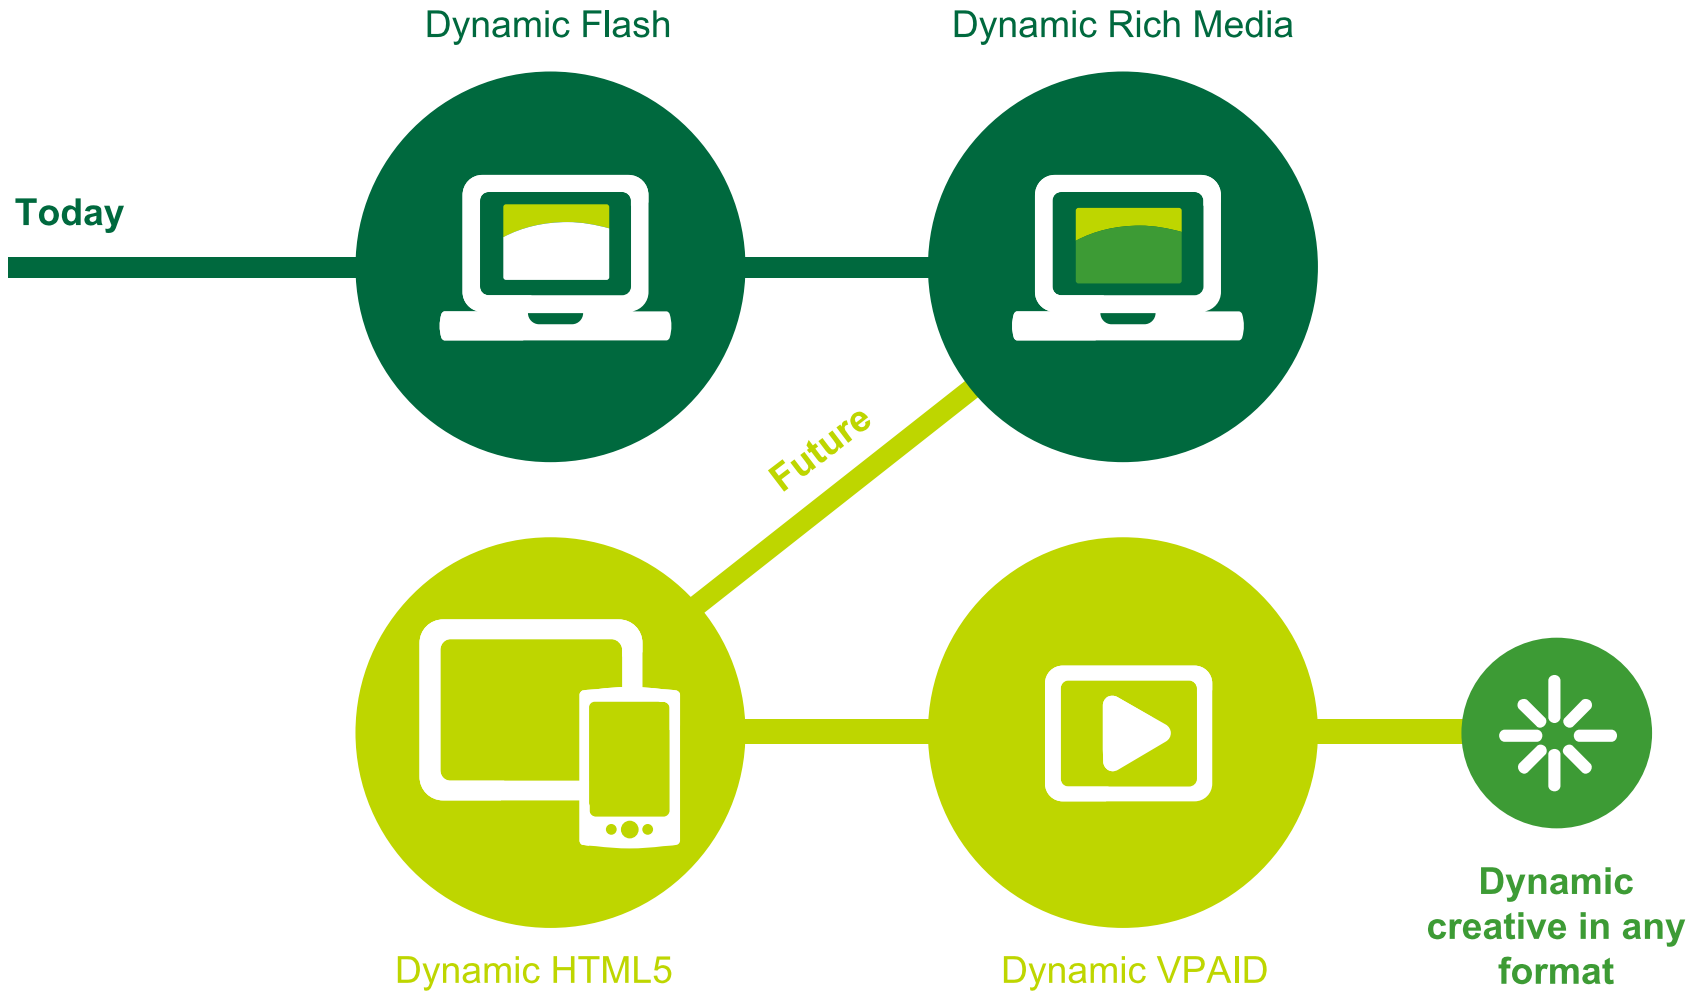 Dynamic Flash
Dynamic Rich Media
Today
Future
Dynamic HTML5
Dynamic VPAID
Dynamic
creative in any
format